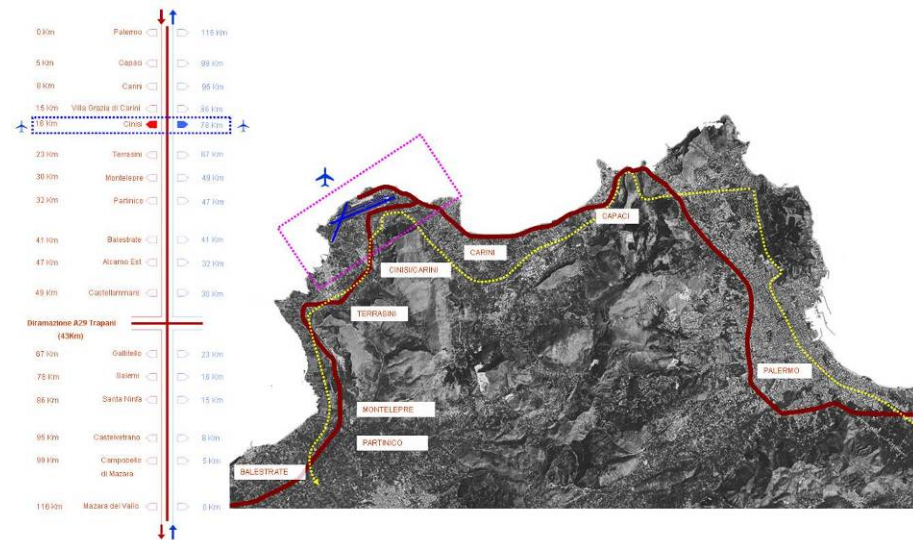 0 Km Palermo 116 Km
5 Km Capaci 99 Km
8 Km Carini 95 Km
15 Km Villa Grazia di Carini 86 Km
16 Km Cinisi 78 Km
23 Km Terrasini 67 Km
30 Km Montelepre 49 Km
32 Km Partinico 47 Km
41 Km Balestrate 41 Km
47 Km Alcamo Est 32 Km
49 Km Castellammare 30 Km
Diramazione A29 Trapani
(43Km)
67 Km Gallitello 23 Km
78 Km Salemi 16 Km
86 Km Santa Ninfa 15 Km
95 Km Castelvetrano 8 Km
99 Km Campobello 5 Km
di Mazara
116 Km Mazara del Vallo 0 Km
CAPACI
CARINI
CINISI/CARINI
TERRASINI
PALERMO
MONTELEPRE
PARTINICO
BALESTRATE